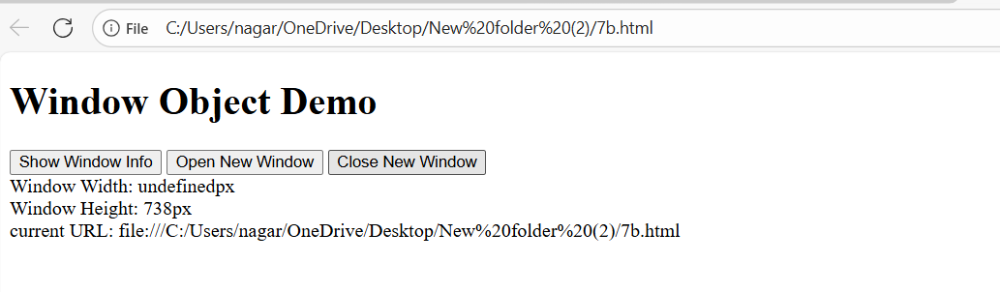 File C:/Users/nagar/OneDrive/Desktop/New%20folder%20(2)/7b.html
Window Object Demo
Show Window Info Open New Window Close New Window
Window Width: undefinedpx
Window Height: 738px
current URL: file:///C:/Users/nagar/OneDrive/Desktop/New%20folder%20(2)/7b.html